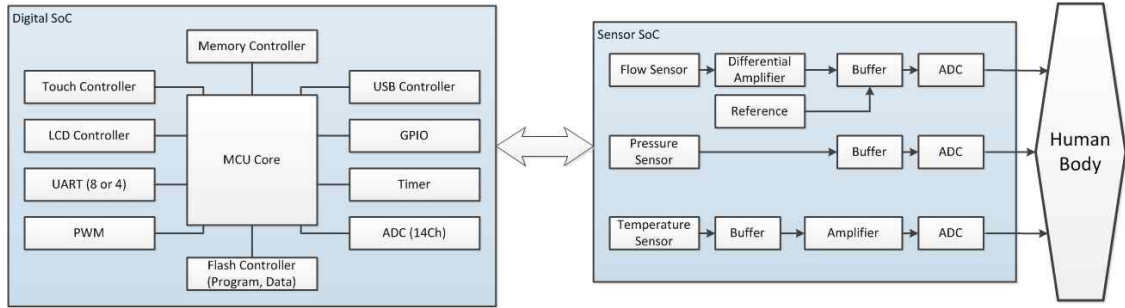 Digital SoC
Memory Controller
Touch Controller
USB Controller
LCD Controller
GPIO
MCU Core
UART (8 or 4)
Timer
PWM
ADC (14Ch)
Flash Controller
(Program, Data)
Sensor SoC
Flow Sensor
Differential
Amplifier
Buffer
ADC
Reference
Pressure
Sensor
Buffer
ADC
Temperature
Sensor
Buffer
Amplifier
ADC
Human
Body